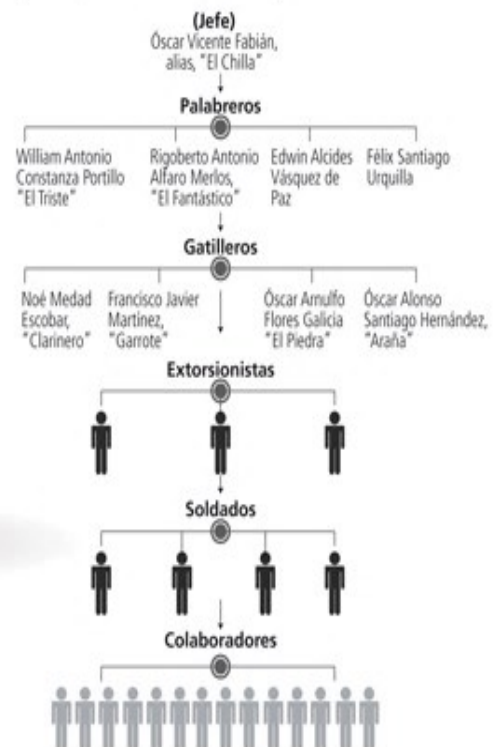 (Jefe)
Óscar Vicente Fabián,
alias, "El Chilla"
Palabreros
William Antonio
Constanza Portillo
"El Triste"
Rigoberto Antonio
Alfaro Merlos,
"El Fantástico"
Edwin Alcides
Vásquez de
Paz
Félix Santiago
Urquilla
Gatilleros
Noé Medad
Escobar,
"Clarinero"
Francisco Javier
Martínez,
"Garrote"
Óscar Arnulfo
Flores Galicia
"El Piedra"
Óscar Alonso
Santiago Hernández,
"Araña"
Extorsionistas
Soldados
Colaboradores